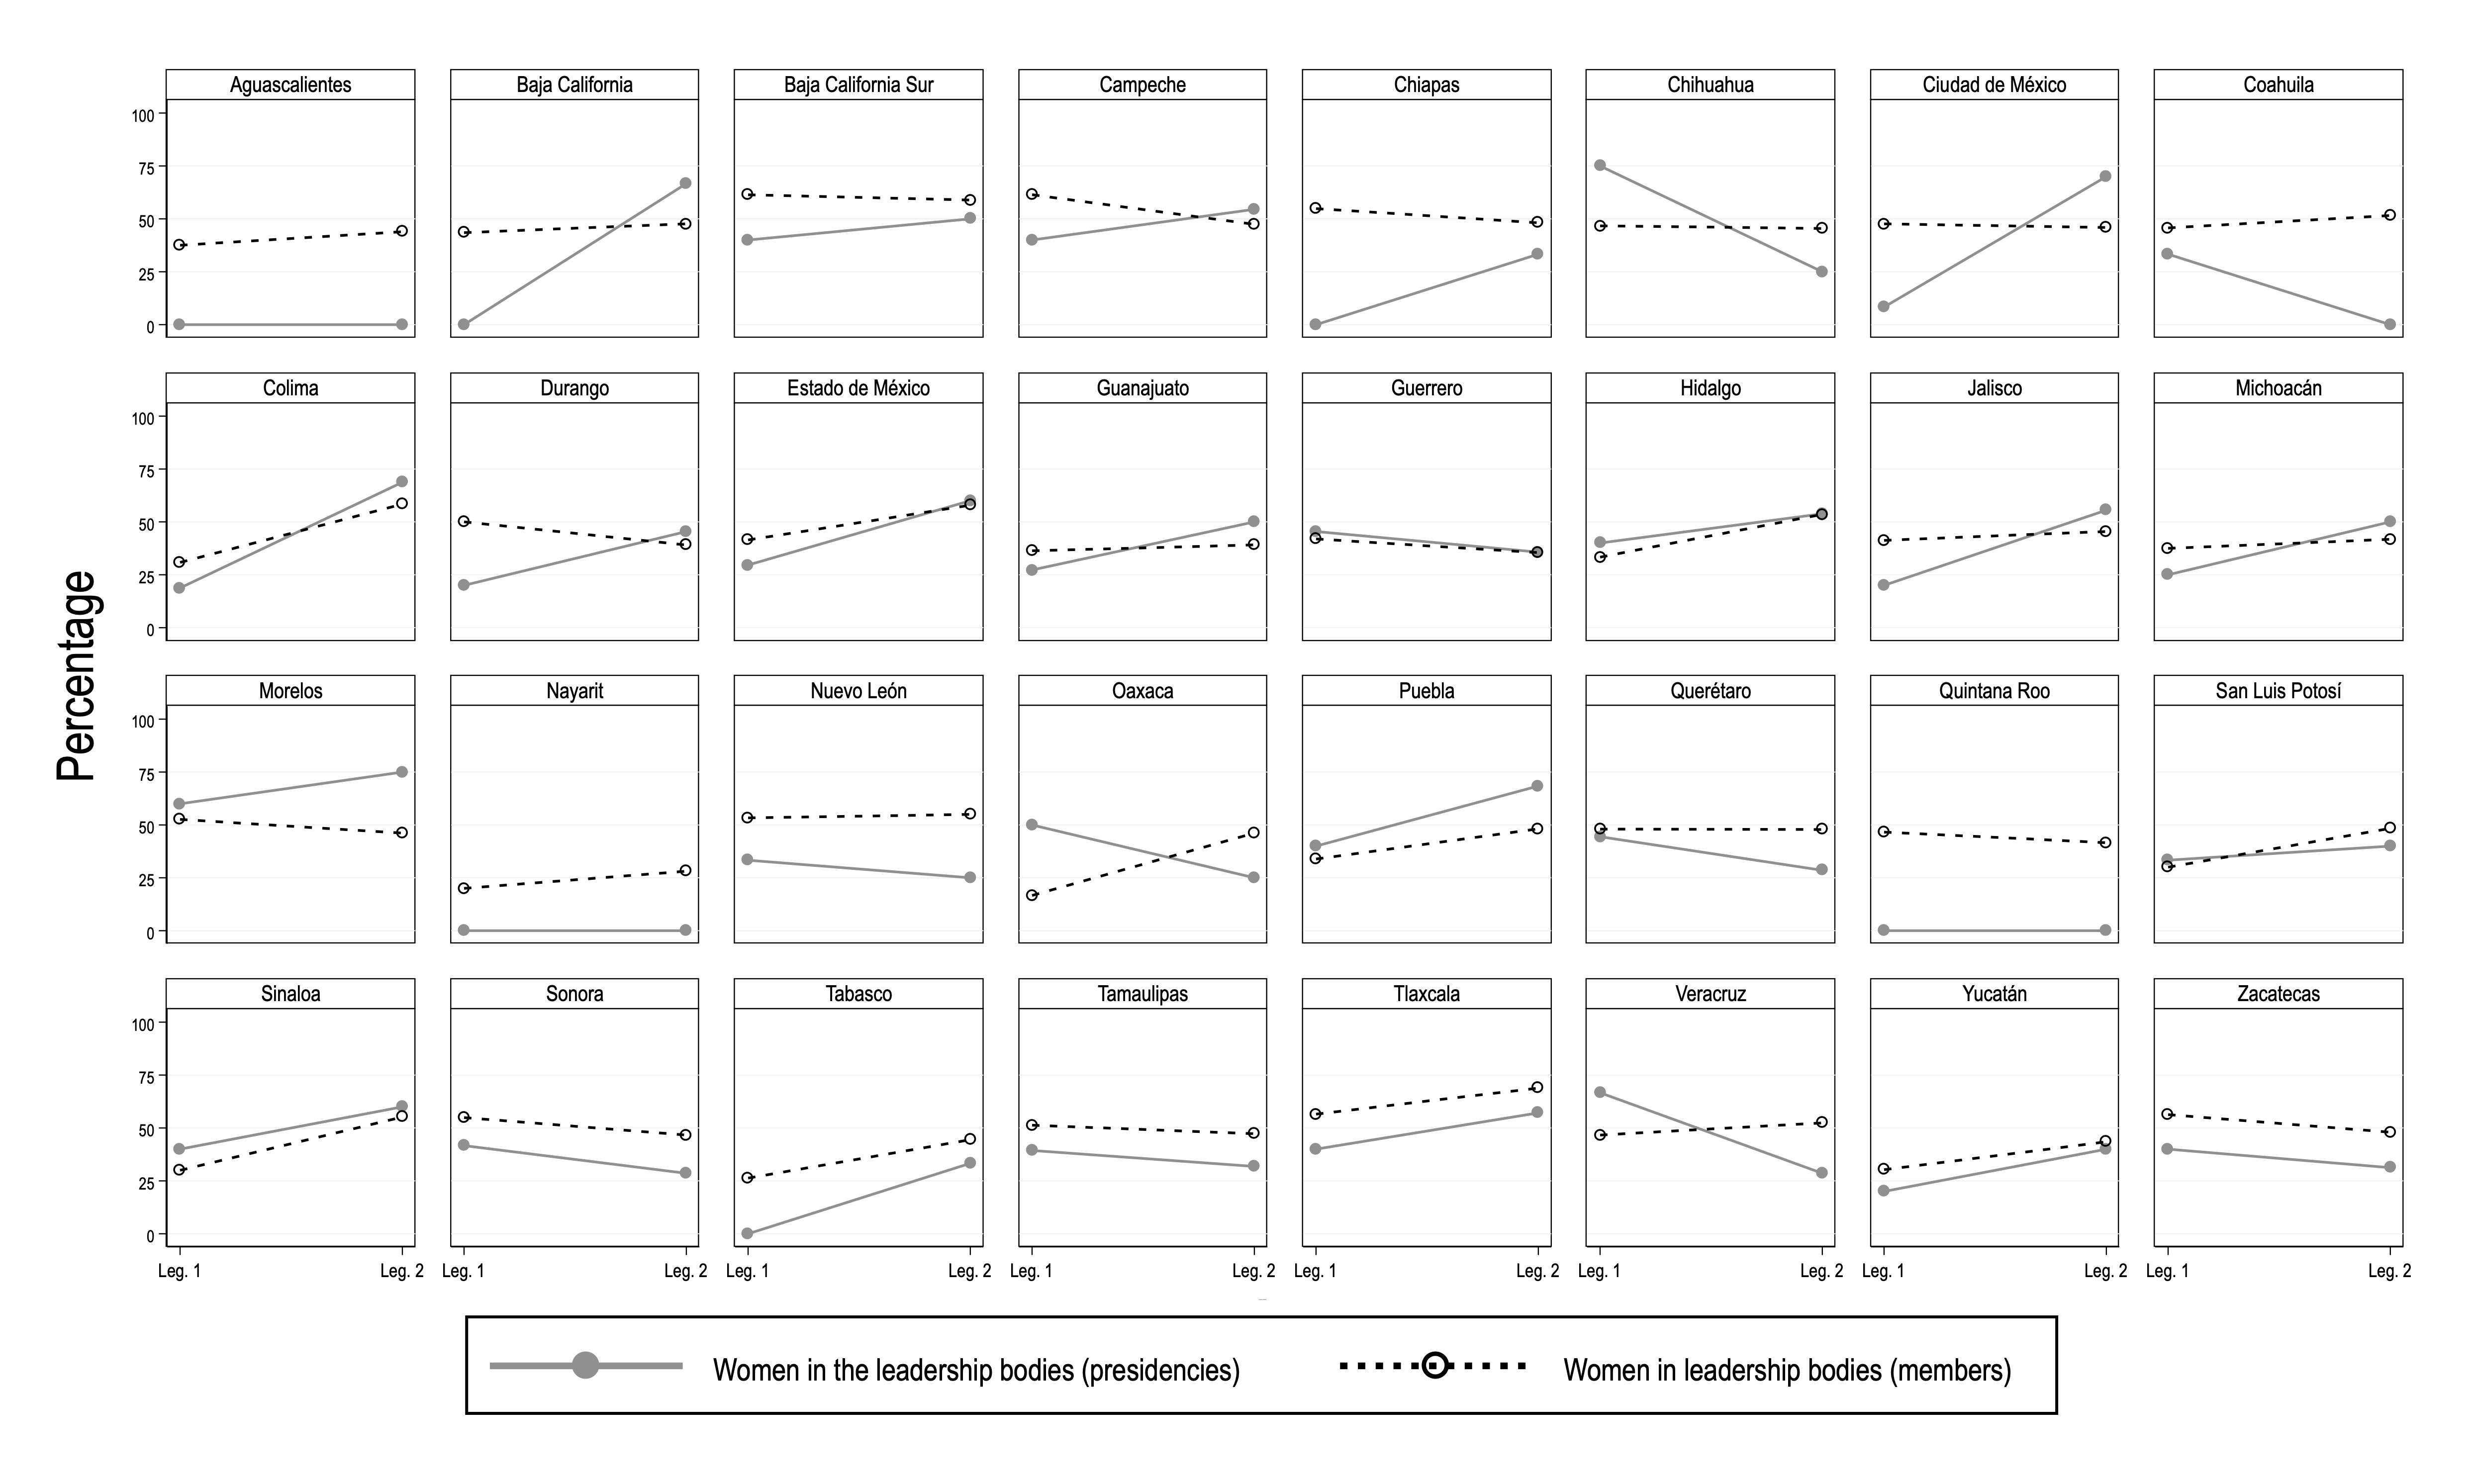 Percentage
Aguascalientes Baja California Baja California Sur Campeche Chiapas Chihuahua Ciudad de México Coahuila
100
75
50
25
0
Colima Durango Estado de México Guanajuato Guerrero Hidalgo Jalisco Michoacán
100
75
50
25
0
Morelos Nayarit Nuevo León Oaxaca Puebla Querétaro Quintana Roo San Luis Potosí
100
75
50
25
0
Sinaloa Sonora Tabasco Tamaulipas Tlaxcala Veracruz Yucatán Zacatecas
100
75
50
25
0
Leg. 1 Leg. 2 Leg. 1 Leg. 2 Leg. 1 Leg. 2 Leg. 1 Leg. 2 Leg. 1 Leg. 2 Leg. 1 Leg. 2 Leg. 1 Leg. 2 Leg. 1 Leg. 2
Women in the leadership bodies (presidencies) Women in leadership bodies (members)